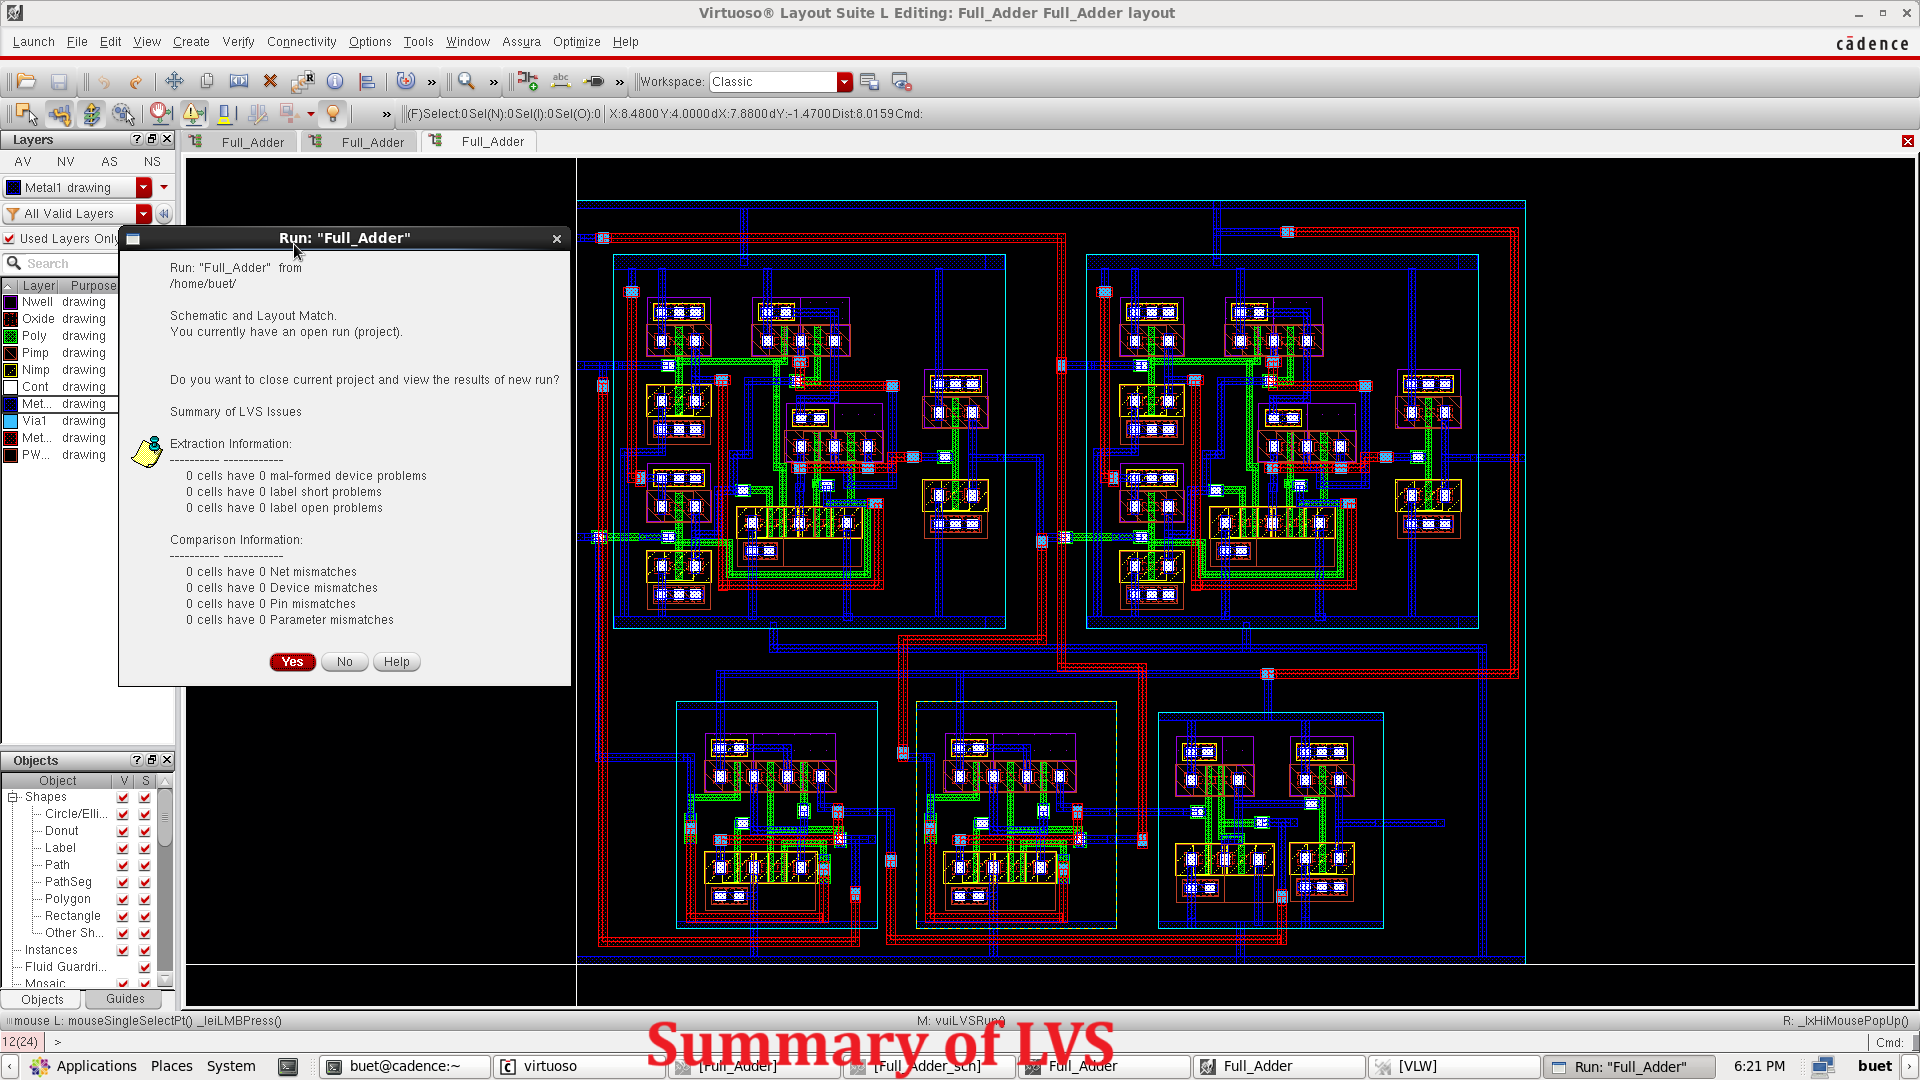 Virtuoso® Layout Suite L Editing: Full_Adder Full_Adder layout
Launch File Edit View Create Verify Connectivity Options Tools Window Assura Optimize Help
cādence
Workspace: Classic
(F)Select:0 Sel(N):0 Sel(I):0 Sel(O):0 X:8.4800 Y:4.0000 dX:7.8800 dY:-1.4700 Dist:8.0159 Cmd:
Layers
Full_Adder Full_Adder Full_Adder
AV NV AS NS
Metal1 drawing
All Valid Layers
Used Layers Only
Search
Layer Purpose
Nwell drawing
Oxide drawing
Poly drawing
Pimp drawing
Nimp drawing
Cont drawing
Met... drawing
Via1 drawing
Met... drawing
PW... drawing
Run: "Full_Adder"
Run: "Full_Adder" from
/home/buet/
Schematic and Layout Match.
You currently have an open run (project).
Do you want to close current project and view the results of new run?
Summary of LVS Issues
Extraction Information:
---------- ------------
0 cells have 0 mal-formed device problems
0 cells have 0 label short problems
0 cells have 0 label open problems
Comparison Information:
---------- ------------
0 cells have 0 Net mismatches
0 cells have 0 Device mismatches
0 cells have 0 Pin mismatches
0 cells have 0 Parameter mismatches
Yes No Help
Objects
Object V S
Shapes
Circle/Elli...
Donut
Label
Path
PathSeg
Polygon
Rectangle
Other Sh...
Instances
Fluid Guardri...
Mosaic
Objects Guides
mouse L: mouseSingleSelectPt() _leiLMBPress() M: vuiLVSRun() R: _lxHiMousePopUp()
12(24) > Cmd:
Summary of LVS
Applications Places System buet@cadence:~ virtuoso [Full_Adder] [Full_Adder_sch] Full_Adder Full_Adder [VLW] Run: "Full_Adder" 6:21 PM buet